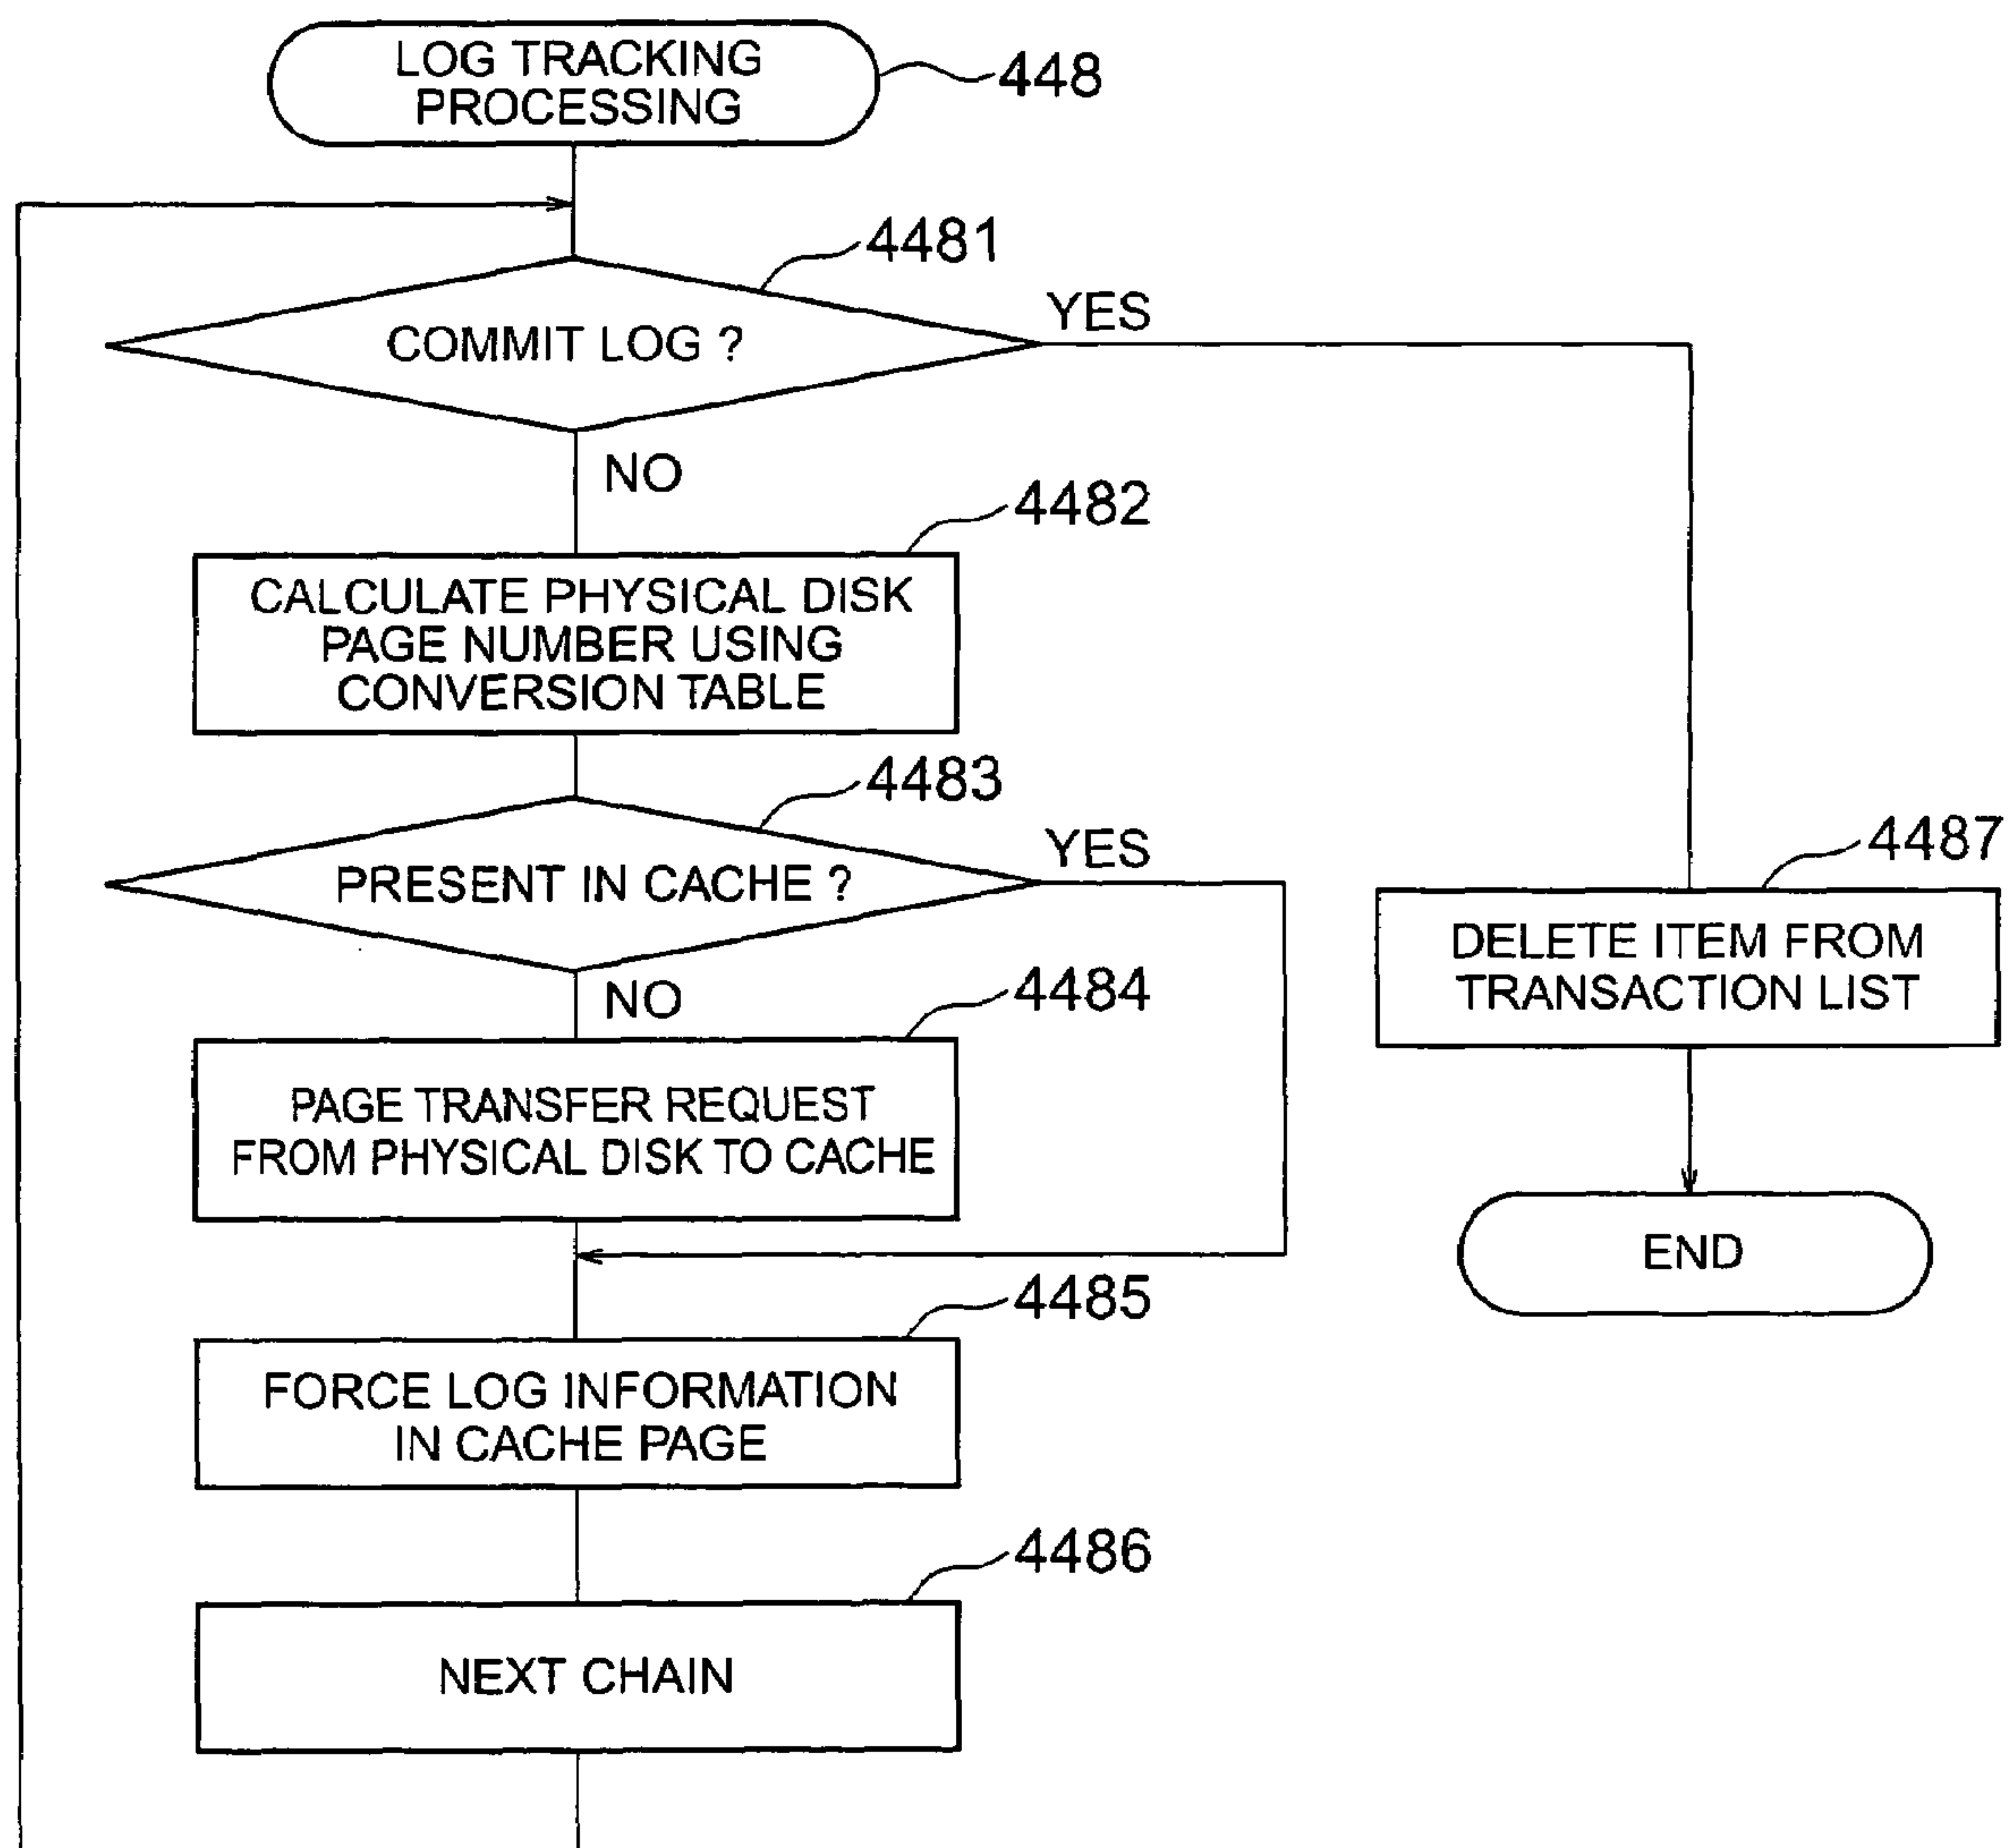 LOG TRACKING
PROCESSING
448
4481
COMMIT LOG ?
YES
NO
4482
CALCULATE PHYSICAL DISK
PAGE NUMBER USING
CONVERSION TABLE
4483
PRESENT IN CACHE ?
YES
NO
4484
PAGE TRANSFER REQUEST
FROM PHYSICAL DISK TO CACHE
4485
FORCE LOG INFORMATION
IN CACHE PAGE
4486
NEXT CHAIN
4487
DELETE ITEM FROM
TRANSACTION LIST
END